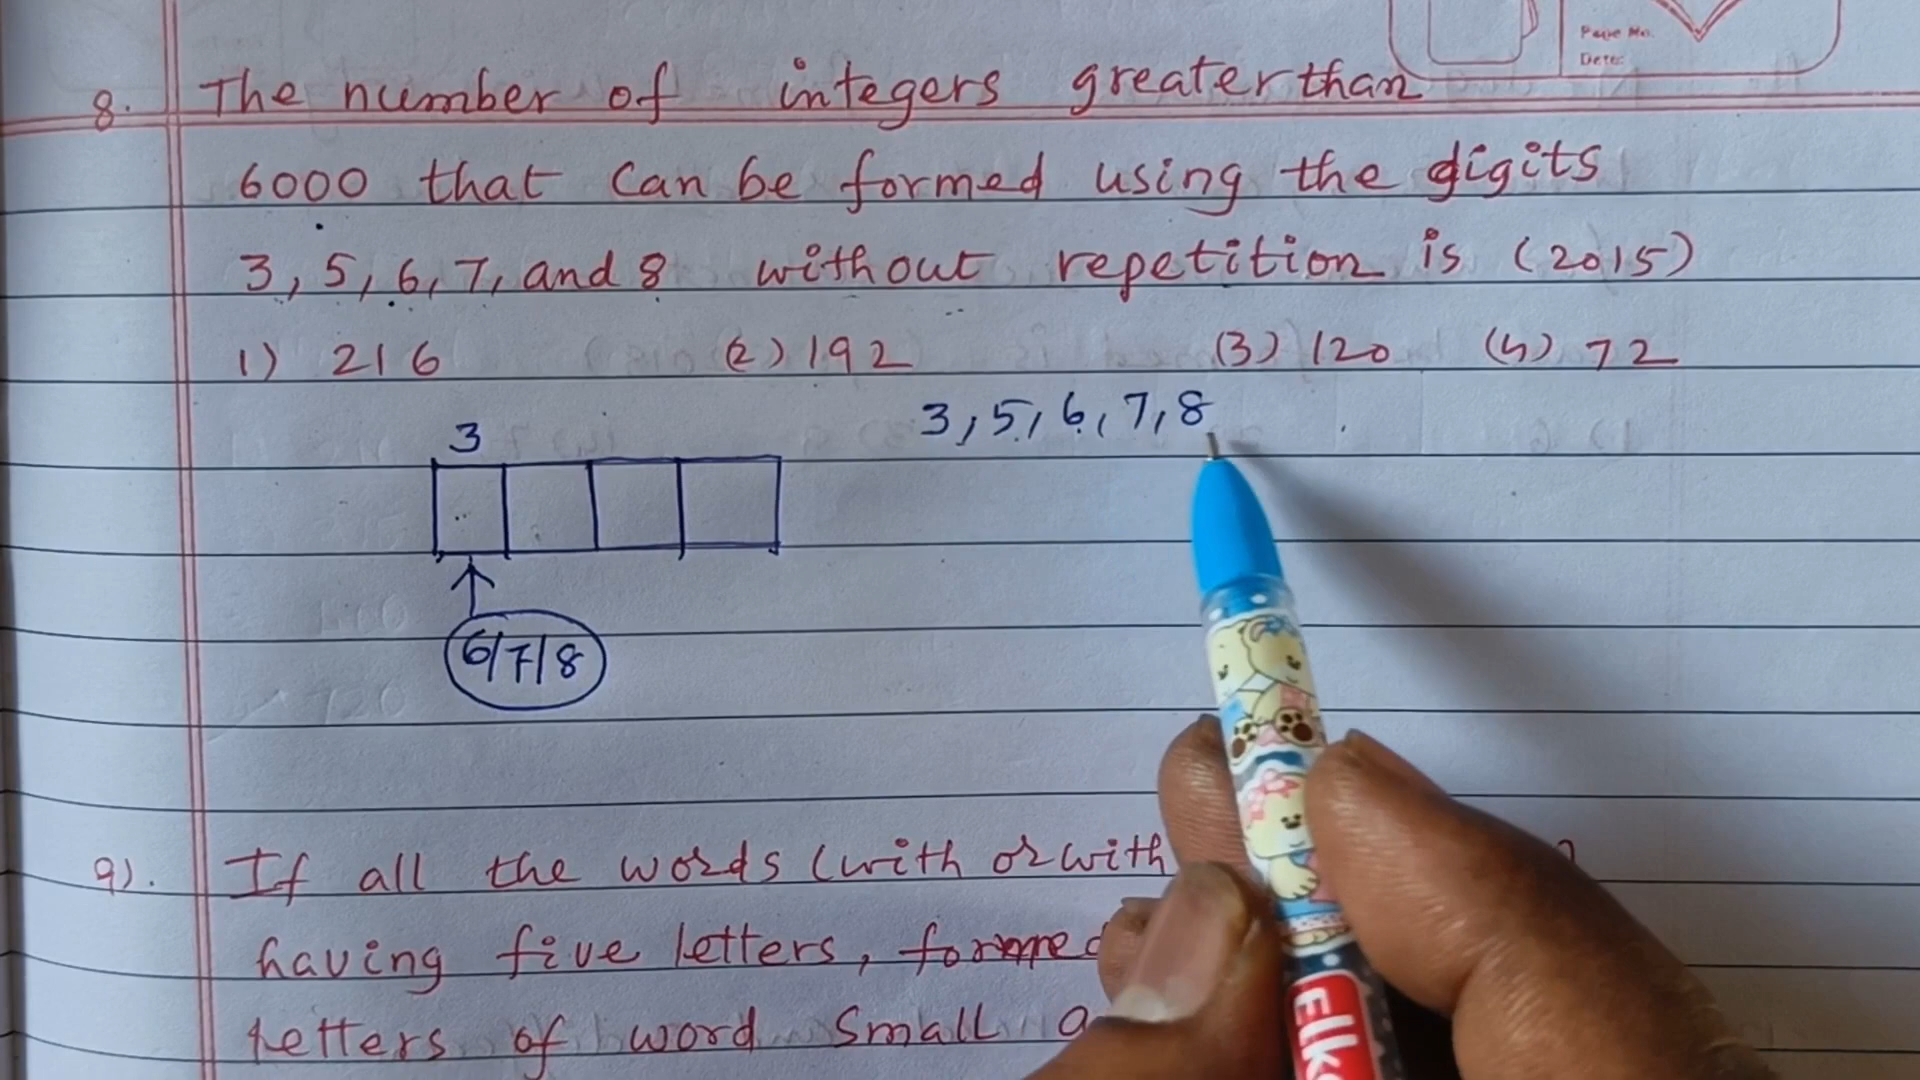 Page No.
Date:
8. The number of integers greater than
6000 that can be formed using the digits
3, 5, 6, 7, and 8 without repetition is (2015)
1) 216 (2) 192 (3) 120 (4) 72
3, 5, 6, 7, 8
3
6/7/8
9). If all the words (with or with
having five letters, formed
letters of word Small a
Elk